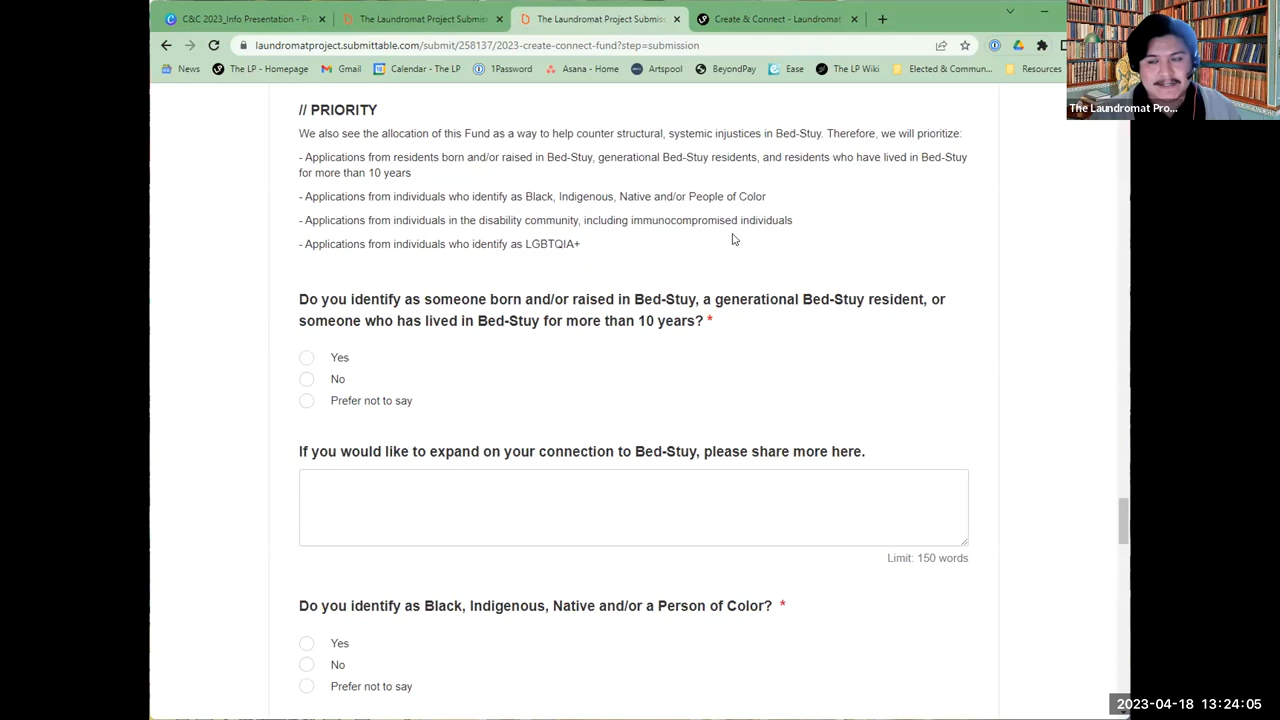 C&C 2023_Info Presentation - P
The Laundromat Project Submis
The Laundromat Project Submis
Create & Connect - Laundromat
laundromatproject.submittable.com/submit/258137/2023-create-connect-fund?step=submission
News
The LP - Homepage
Gmail
Calendar - The LP
1Password
Asana - Home
Artspool
BeyondPay
Ease
The LP Wiki
Elected & Commun...
Resources
The Laundromat Pro...
// PRIORITY
We also see the allocation of this Fund as a way to help counter structural, systemic injustices in Bed-Stuy. Therefore, we will prioritize:
- Applications from residents born and/or raised in Bed-Stuy, generational Bed-Stuy residents, and residents who have lived in Bed-Stuy
for more than 10 years
- Applications from individuals who identify as Black, Indigenous, Native and/or People of Color
- Applications from individuals in the disability community, including immunocompromised individuals
- Applications from individuals who identify as LGBTQIA+
Do you identify as someone born and/or raised in Bed-Stuy, a generational Bed-Stuy resident, or
someone who has lived in Bed-Stuy for more than 10 years? *
Yes
No
Prefer not to say
If you would like to expand on your connection to Bed-Stuy, please share more here.
Limit: 150 words
Do you identify as Black, Indigenous, Native and/or a Person of Color? *
Yes
No
Prefer not to say
2023-04-18 13:24:05